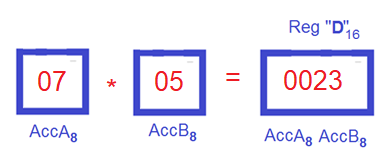 Reg "D"16
07 * 05 = 0023
AccA8 AccB8 AccA8 AccB8